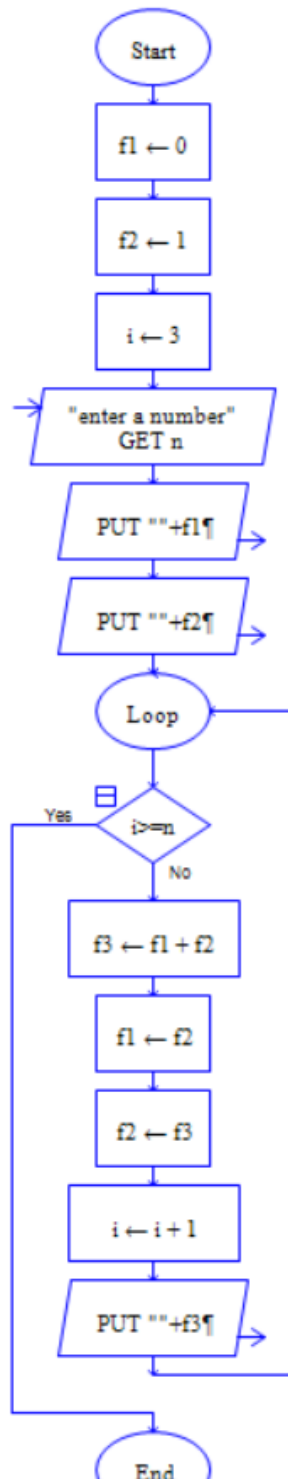 Start
f1 ← 0
f2 ← 1
i ← 3
"enter a number"
GET n
PUT ""+f1¶
PUT ""+f2¶
Loop
Yes
i>=n
No
f3 ← f1 + f2
f1 ← f2
f2 ← f3
i ← i + 1
PUT ""+f3¶
End